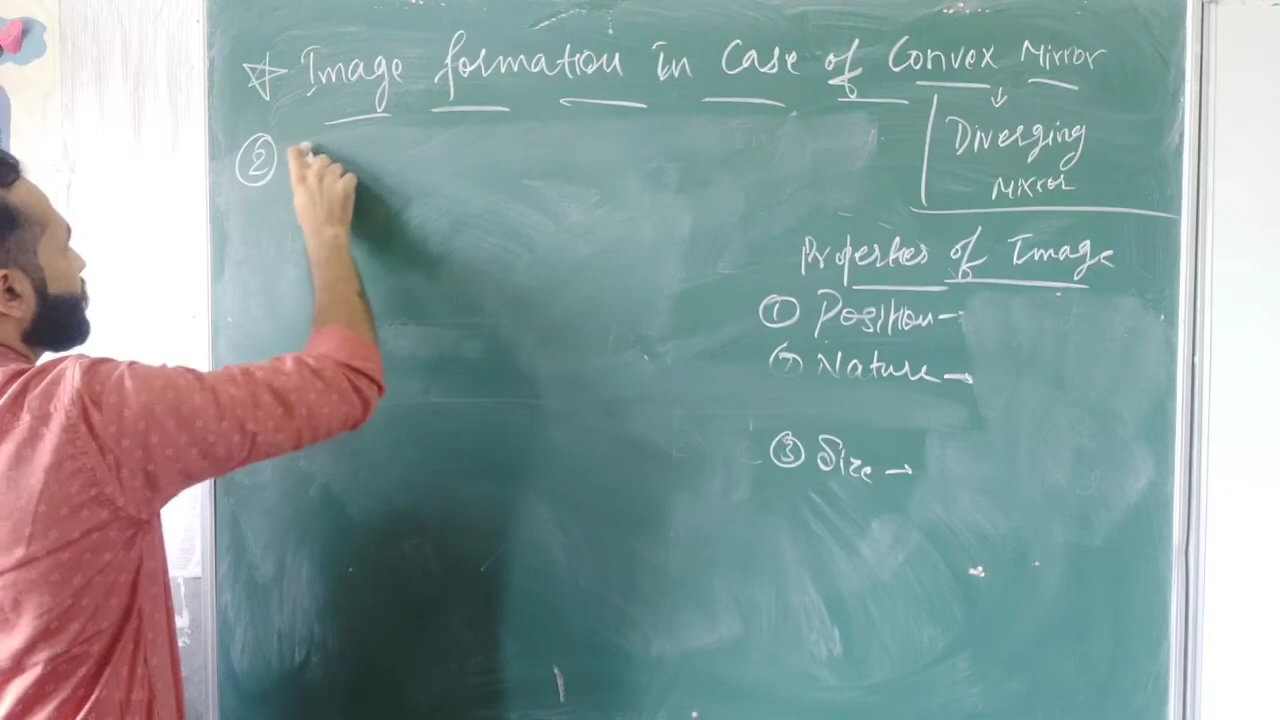 ☆ Image formation in Case of Convex Mirror
↓
Diverging
Mirror
②
Properties of Image
① Position→
② Nature→
③ Size→